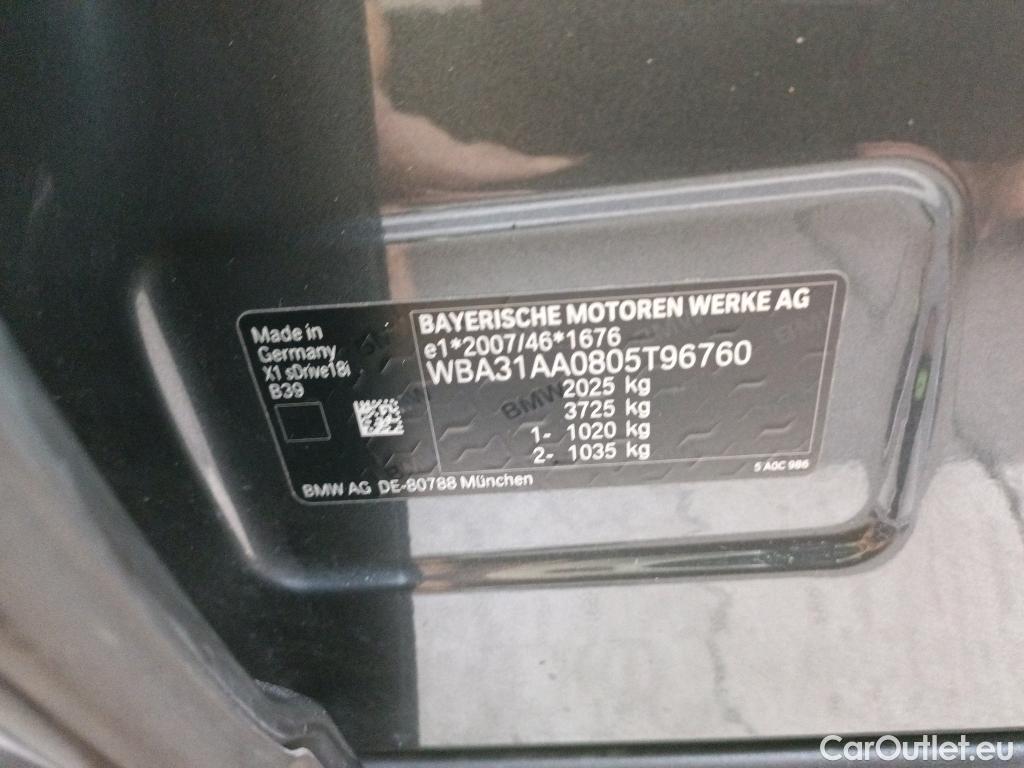 Made in
Germany
X1 sDrive18i
B39
BAYERISCHE MOTOREN WERKE AG
e1*2007/46*1676
WBA31AA0805T96760
2025 kg
3725 kg
1- 1020 kg
2- 1035 kg
5 A0C 986
BMW AG DE-80788 München
CarOutlet.eu